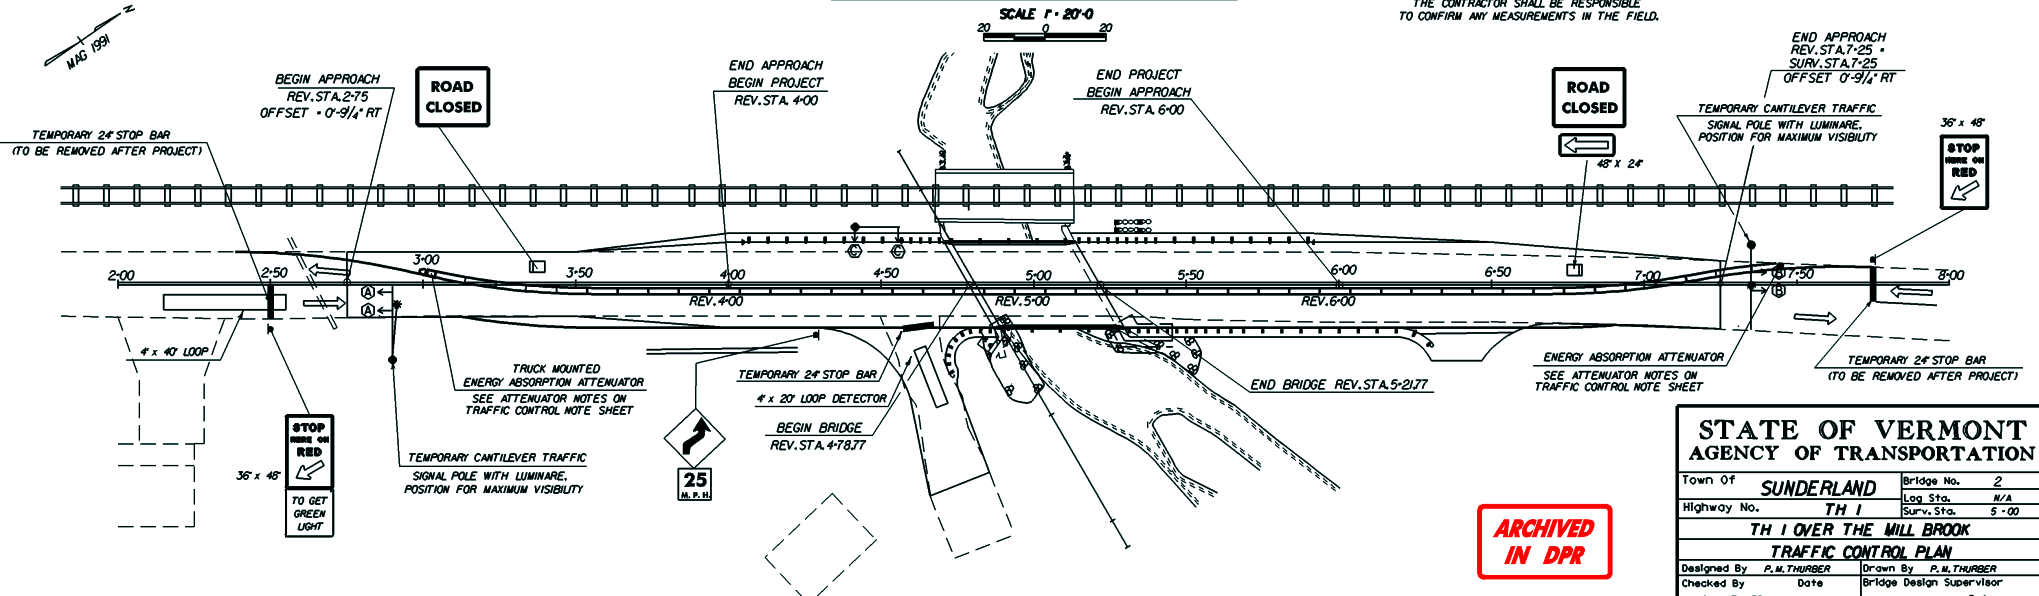 SCALE 1" = 20'-0
20 0 20
THE CONTRACTOR SHALL BE RESPONSIBLE
TO CONFIRM ANY MEASUREMENTS IN THE FIELD.
N
MAG 1991
BEGIN APPROACH
REV. STA. 2+75
OFFSET = 0'-9 1/4" RT
ROAD
CLOSED
END APPROACH
BEGIN PROJECT
REV. STA. 4+00
END PROJECT
BEGIN APPROACH
REV. STA. 6+00
ROAD
CLOSED
48" X 24"
END APPROACH
REV. STA. 7+25 =
SURV. STA. 7+25
OFFSET 0'-9 1/4" RT
TEMPORARY CANTILEVER TRAFFIC
SIGNAL POLE WITH LUMINARE,
POSITION FOR MAXIMUM VISIBILITY
36" x 48"
STOP
HERE ON
RED
TEMPORARY 24" STOP BAR
(TO BE REMOVED AFTER PROJECT)
2+00 2+50 3+00 3+50 4+00 4+50 5+00 5+50 6+00 6+50 7+00 7+50 8+00
C C
A
A
B
B
REV. 4+00 REV. 5+00 REV. 6+00
4' x 40' LOOP
TRUCK MOUNTED
ENERGY ABSORPTION ATTENUATOR
SEE ATTENUATOR NOTES ON
TRAFFIC CONTROL NOTE SHEET
TEMPORARY 24" STOP BAR
4' x 20' LOOP DETECTOR
BEGIN BRIDGE
REV. STA. 4+78.77
END BRIDGE REV. STA. 5+21.77
ENERGY ABSORPTION ATTENUATOR
SEE ATTENUATOR NOTES ON
TRAFFIC CONTROL NOTE SHEET
TEMPORARY 24" STOP BAR
(TO BE REMOVED AFTER PROJECT)
36" x 48"
STOP
HERE ON
RED
TO GET
GREEN
LIGHT
TEMPORARY CANTILEVER TRAFFIC
SIGNAL POLE WITH LUMINARE,
POSITION FOR MAXIMUM VISIBILITY
25
M.P.H.
ARCHIVED
IN DPR
STATE OF VERMONT
AGENCY OF TRANSPORTATION
Town Of SUNDERLAND Bridge No. 2
Log Sta. N/A
Highway No. TH 1 Surv. Sta. 5+00
TH 1 OVER THE MILL BROOK
TRAFFIC CONTROL PLAN
Designed By P.M. THURBER Drawn By P.M. THURBER
Checked By Date Bridge Design Supervisor